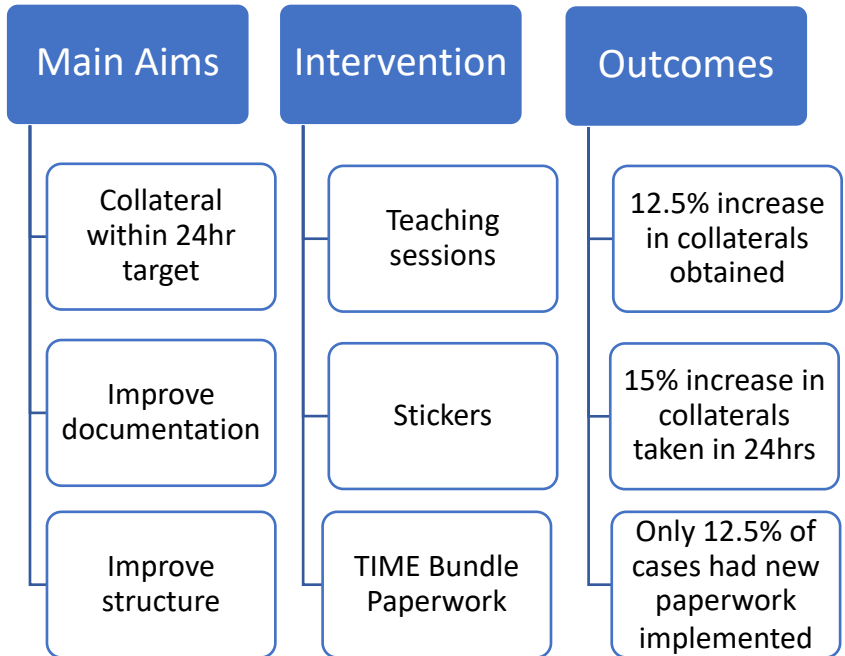 Main Aims
Collateral
within 24hr
target
Improve
documentation
Improve
structure
Intervention
Teaching
sessions
Stickers
TIME Bundle
Paperwork
Outcomes
12.5% increase
in collaterals
obtained
15% increase in
collaterals
taken in 24hrs
Only 12.5% of
cases had new
paperwork
implemented